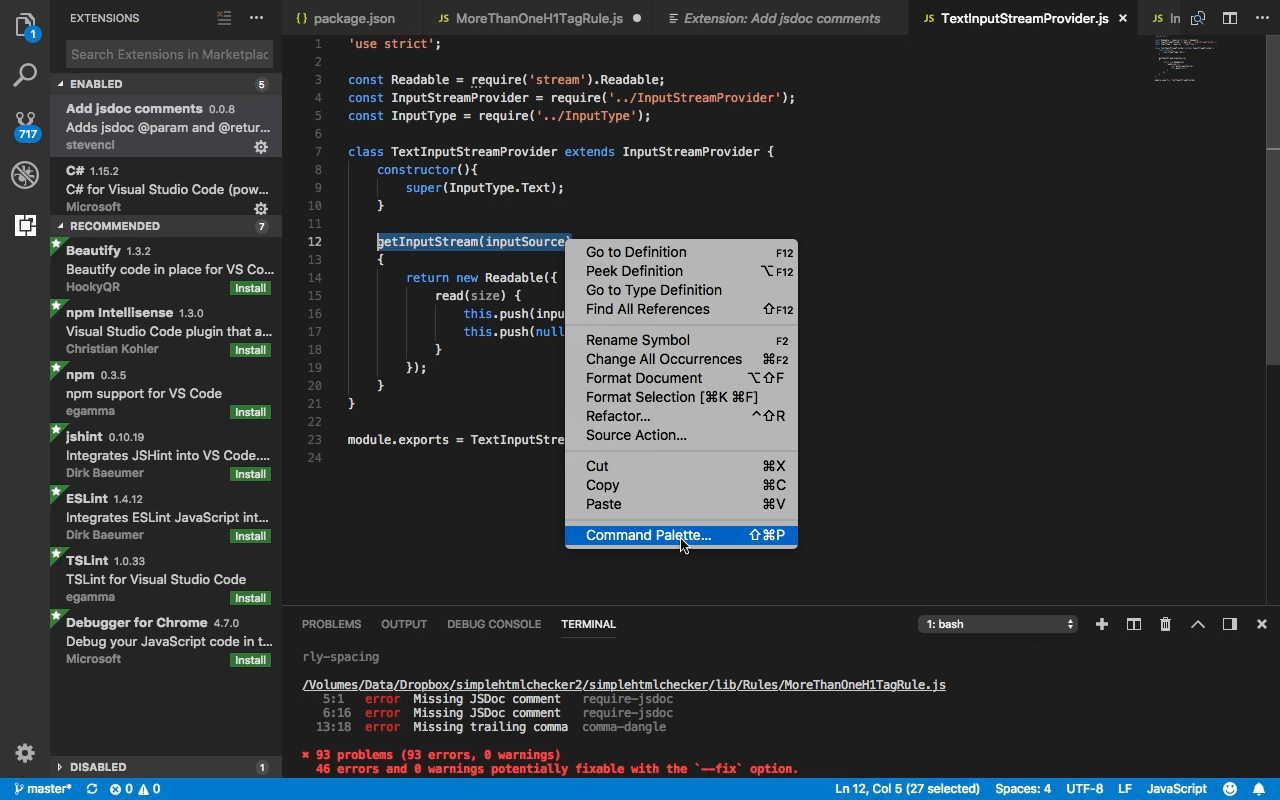 EXTENSIONS
Search Extensions in Marketplac
ENABLED 5
Add jsdoc comments 0.0.8
Adds jsdoc @param and @retur...
stevencl
C# 1.15.2
C# for Visual Studio Code (pow...
Microsoft
RECOMMENDED 7
Beautify 1.3.2
Beautify code in place for VS Co...
HookyQR Install
npm Intellisense 1.3.0
Visual Studio Code plugin that a...
Christian Kohler Install
npm 0.3.5
npm support for VS Code
egamma Install
jshint 0.10.19
Integrates JSHint into VS Code....
Dirk Baeumer Install
ESLint 1.4.12
Integrates ESLint JavaScript int...
Dirk Baeumer Install
TSLint 1.0.33
TSLint for Visual Studio Code
egamma Install
Debugger for Chrome 4.7.0
Debug your JavaScript code in t...
Microsoft Install
DISABLED 1
1
717
{} package.json
JS MoreThanOneH1TagRule.js
Extension: Add jsdoc comments
JS TextInputStreamProvider.js
JS In
1 'use strict';
2
3 const Readable = require('stream').Readable;
4 const InputStreamProvider = require('../InputStreamProvider');
5 const InputType = require('../InputType');
6
7 class TextInputStreamProvider extends InputStreamProvider {
8 constructor(){
9 super(InputType.Text);
10 }
11
12 getInputStream(inputSource)
13 {
14 return new Readable({
15 read(size) {
16 this.push(inpu
17 this.push(null
18 }
19 });
20 }
21 }
22
23 module.exports = TextInputStre
24
Go to Definition F12
Peek Definition ⌥F12
Go to Type Definition
Find All References ⇧F12
Rename Symbol F2
Change All Occurrences ⌘F2
Format Document ⌥⇧F
Format Selection [⌘K ⌘F]
Refactor... ^⇧R
Source Action...
Cut ⌘X
Copy ⌘C
Paste ⌘V
Command Palette... ⇧⌘P
PROBLEMS OUTPUT DEBUG CONSOLE TERMINAL 1: bash
rly-spacing
/Volumes/Data/Dropbox/simplehtmlchecker2/simplehtmlchecker/lib/Rules/MoreThanOneH1TagRule.js
5:1 error Missing JSDoc comment require-jsdoc
6:16 error Missing JSDoc comment require-jsdoc
13:18 error Missing trailing comma comma-dangle
✖ 93 problems (93 errors, 0 warnings)
46 errors and 0 warnings potentially fixable with the `--fix` option.
master* 0 0 Ln 12, Col 5 (27 selected) Spaces: 4 UTF-8 LF JavaScript